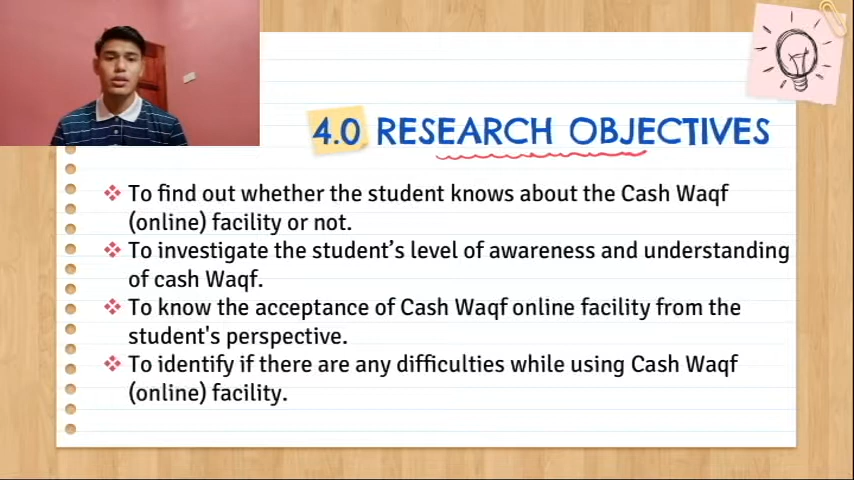 4.0 RESEARCH OBJECTIVES
❖ To find out whether the student knows about the Cash Waqf
(online) facility or not.
❖ To investigate the student's level of awareness and understanding
of cash Waqf.
❖ To know the acceptance of Cash Waqf online facility from the
student's perspective.
❖ To identify if there are any difficulties while using Cash Waqf
(online) facility.